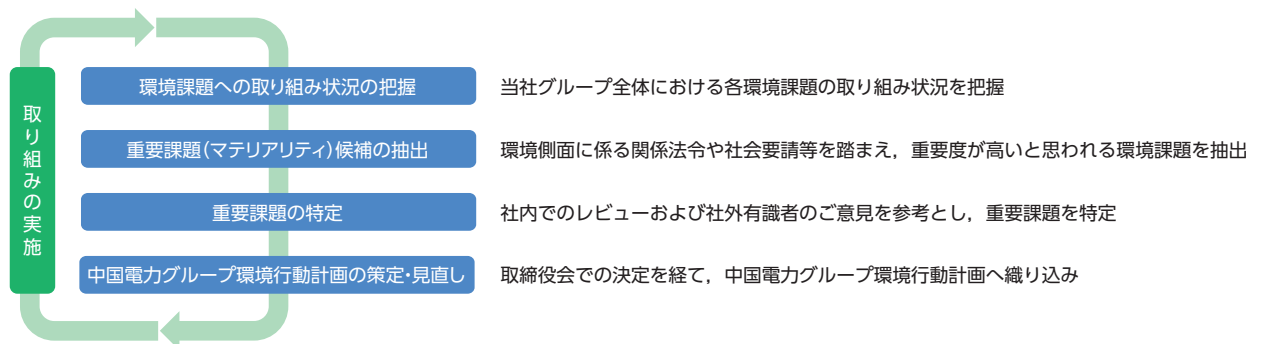 取り組みの実施
環境課題への取り組み状況の把握
当社グループ全体における各環境課題の取り組み状況を把握
重要課題（マテリアリティ）候補の抽出
環境側面に係る関係法令や社会要請等を踏まえ，重要度が高いと思われる環境課題を抽出
重要課題の特定
社内でのレビューおよび社外有識者のご意見を参考とし，重要課題を特定
中国電力グループ環境行動計画の策定・見直し
取締役会での決定を経て，中国電力グループ環境行動計画へ織り込み